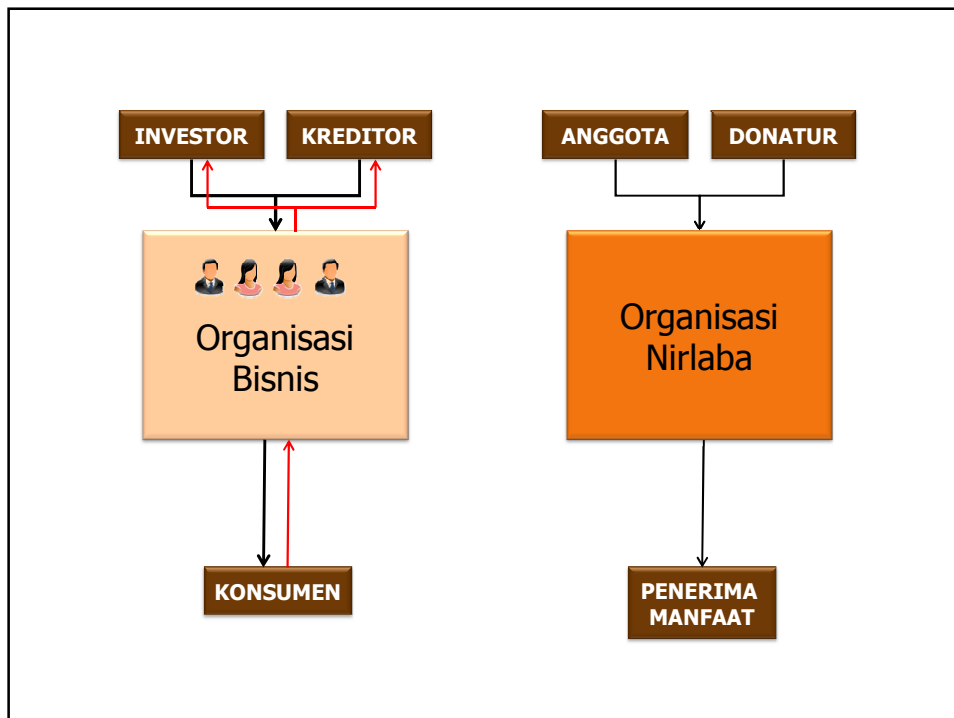 INVESTOR
KREDITOR
Organisasi
Bisnis
KONSUMEN
ANGGOTA
DONATUR
Organisasi
Nirlaba
PENERIMA
MANFAAT